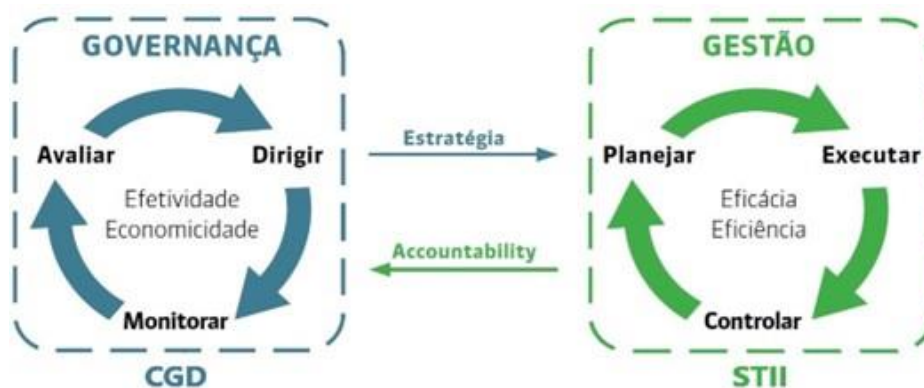 GOVERNANÇA
Avaliar
Dirigir
Efetividade
Economicidade
Monitorar
CGD
Estratégia
Accountability
GESTÃO
Planejar
Executar
Eficácia
Eficiência
Controlar
STII